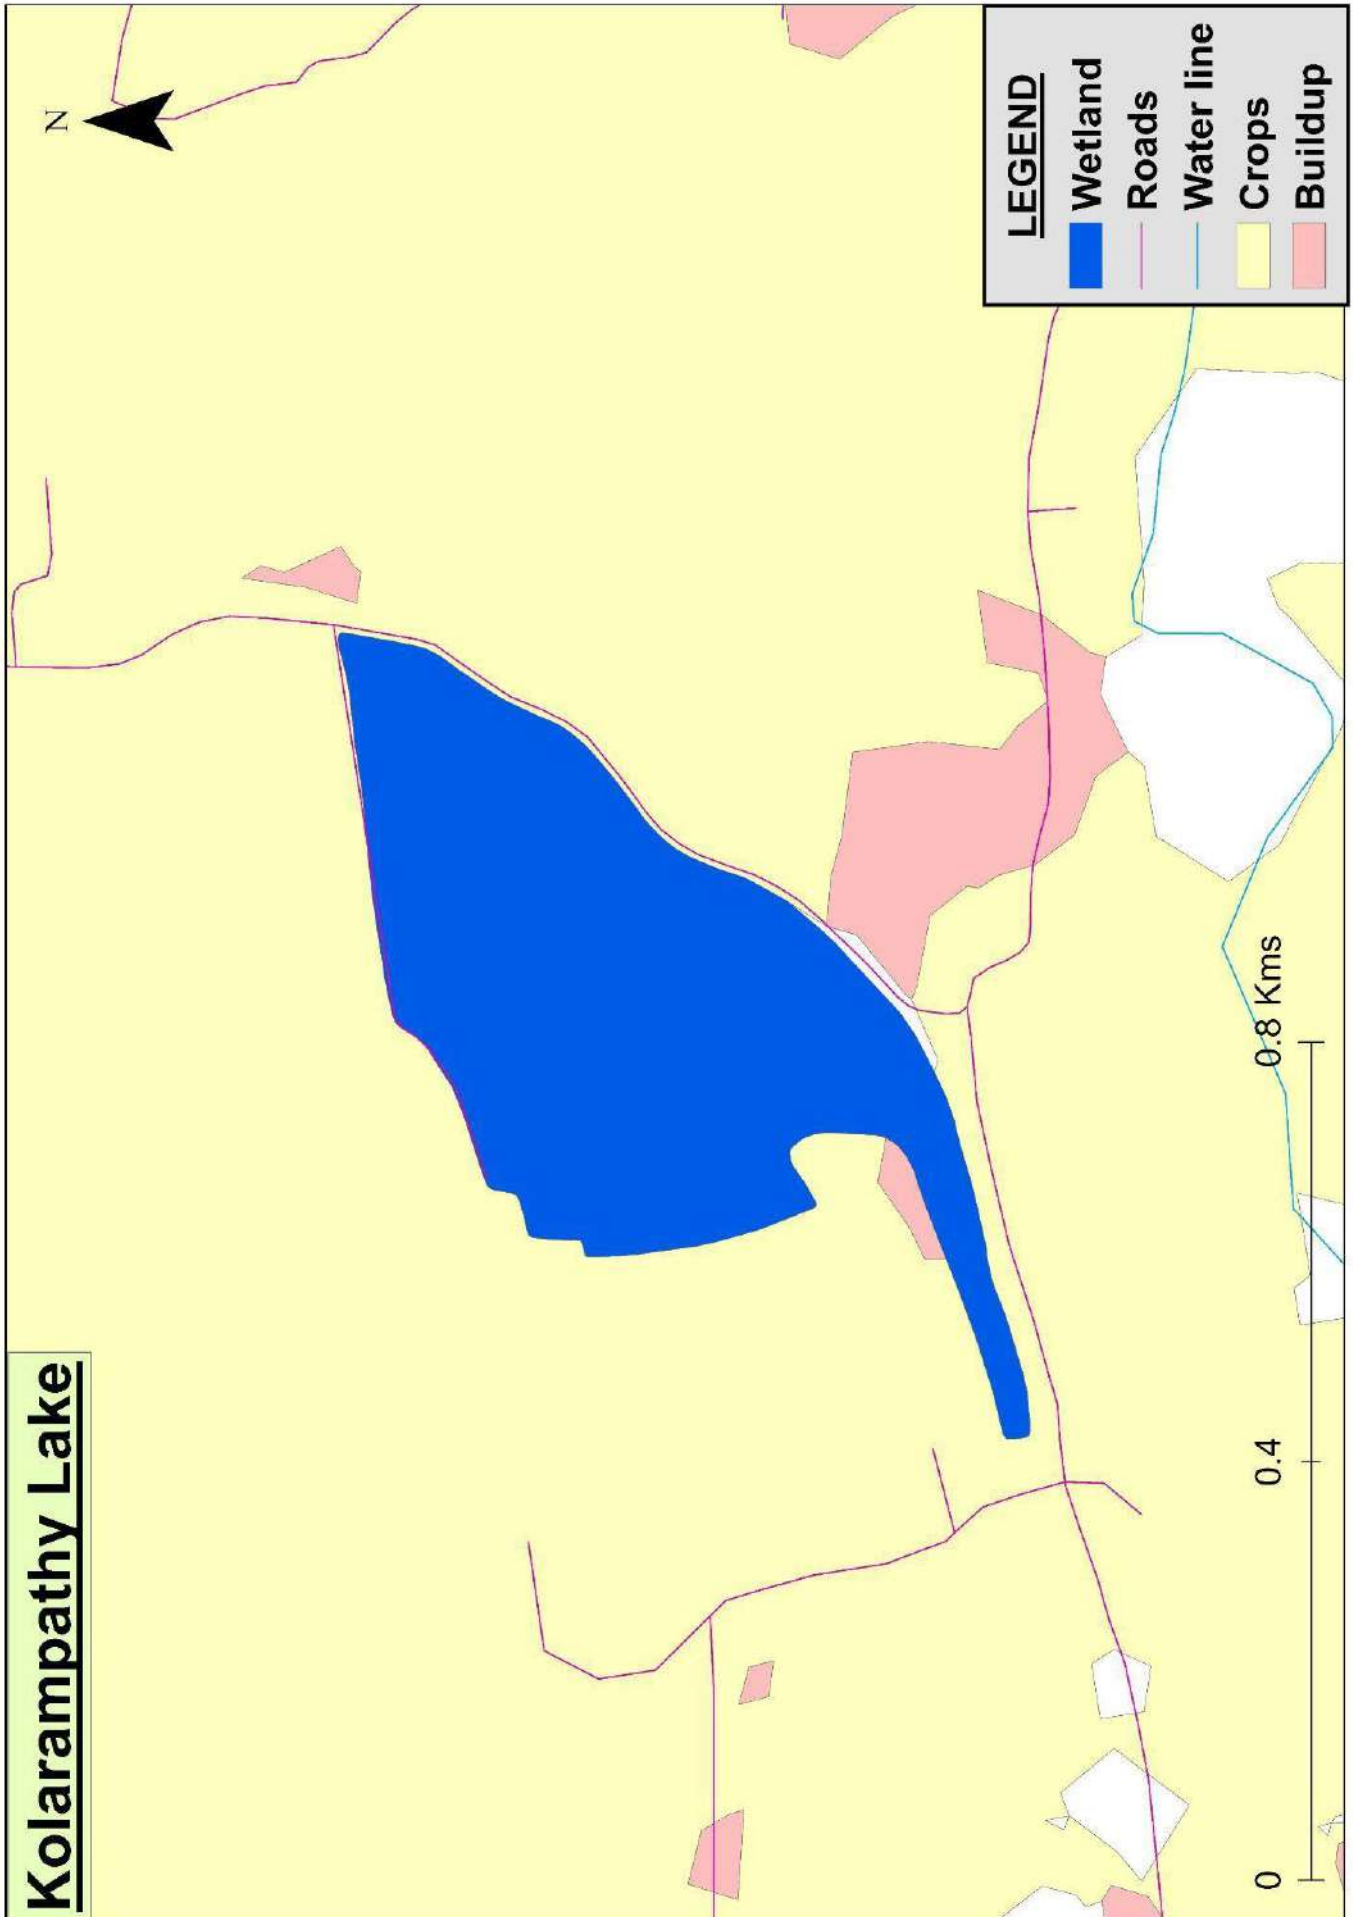 Kolarampathy Lake
N
LEGEND
Wetland
Roads
Water line
Crops
Buildup
0 0.4 0.8 Kms